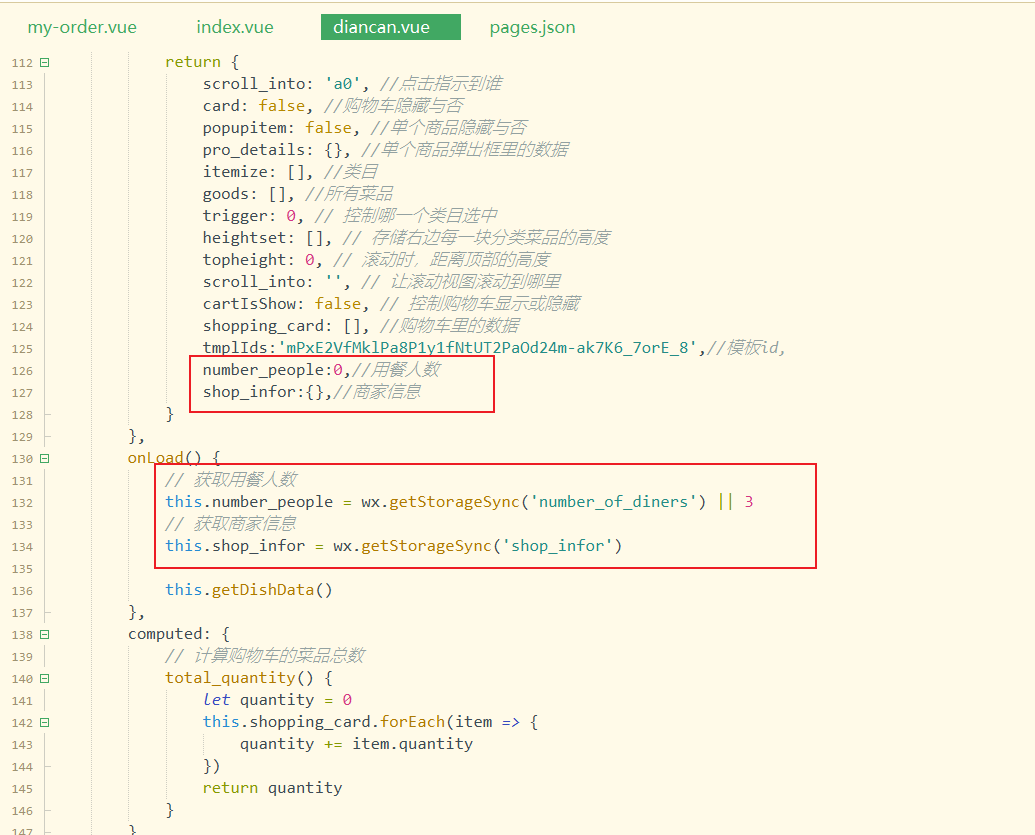 my-order.vue index.vue diancan.vue pages.json
112 return {
113 scroll_into: 'a0', //点击指示到谁
114 card: false, //购物车隐藏与否
115 popupitem: false, //单个商品隐藏与否
116 pro_details: {}, //单个商品弹出框里的数据
117 itemize: [], //类目
118 goods: [], //所有菜品
119 trigger: 0, // 控制哪一个类目选中
120 heightset: [], // 存储右边每一块分类菜品的高度
121 topheight: 0, // 滚动时，距离顶部的高度
122 scroll_into: '', // 让滚动视图滚动到哪里
123 cartIsShow: false, // 控制购物车显示或隐藏
124 shopping_card: [], //购物车里的数据
125 tmplIds:'mPxE2VfMklPa8P1y1fNtUT2PaOd24m-ak7K6_7orE_8',//模板id,
126 number_people:0,//用餐人数
127 shop_infor:{},//商家信息
128 }
129 },
130 onLoad() {
131 // 获取用餐人数
132 this.number_people = wx.getStorageSync('number_of_diners') || 3
133 // 获取商家信息
134 this.shop_infor = wx.getStorageSync('shop_infor')
135
136 this.getDishData()
137 },
138 computed: {
139 // 计算购物车的菜品总数
140 total_quantity() {
141 let quantity = 0
142 this.shopping_card.forEach(item => {
143 quantity += item.quantity
144 })
145 return quantity
146 }
147 }